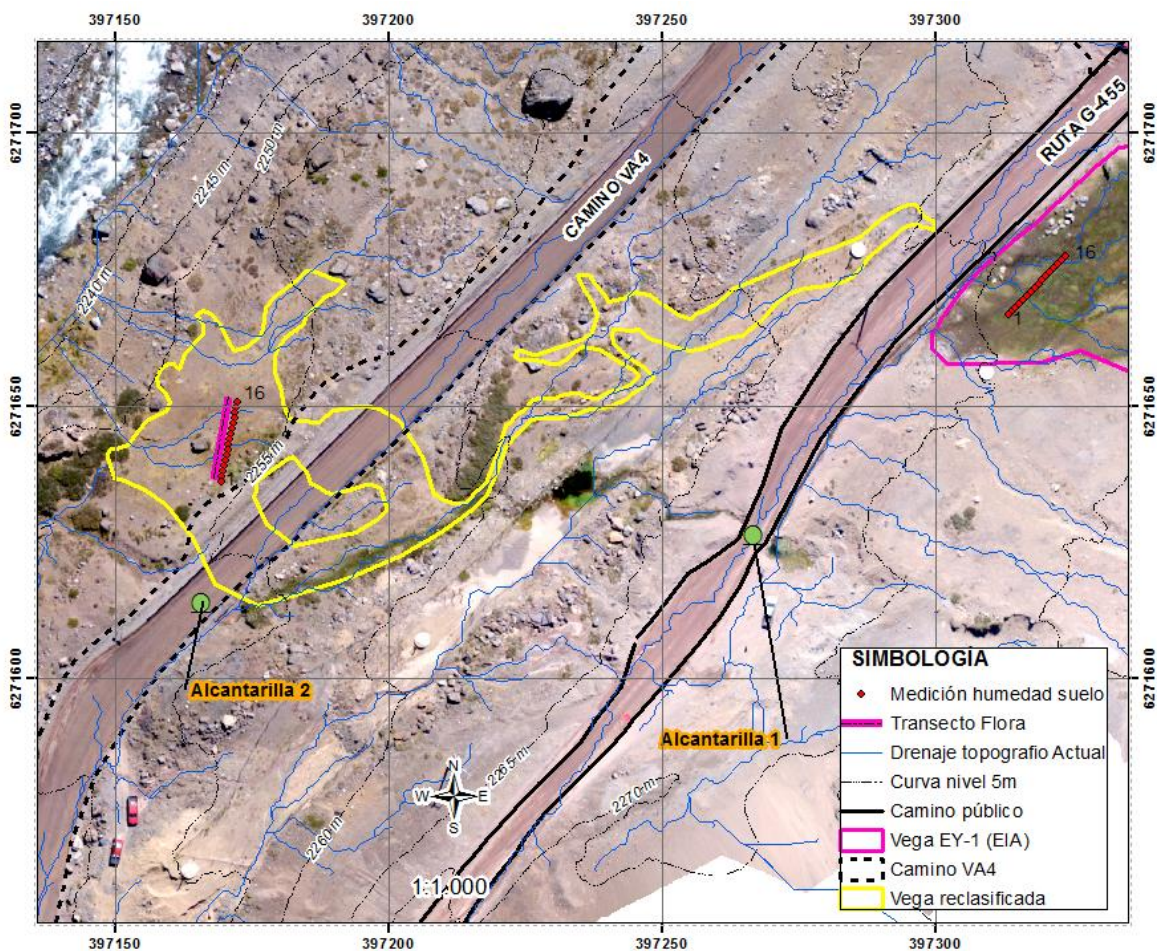 397150 397200 397250 397300
6271700 6271700
RUTA G-455
CAMINO VA4
2245 m
2250 m
2240 m
16
1
16
6271650 6271650
2255 m
Alcantarilla 2
Alcantarilla 1
6271600 6271600
N
W E
S
2265 m
2270 m
2260 m
1:1.000
SIMBOLOGÍA
Medición humedad suelo
Transecto Flora
Drenaje topografio Actual
Curva nivel 5m
Camino público
Vega EY-1 (EIA)
Camino VA4
Vega reclasificada
397150 397200 397250 397300